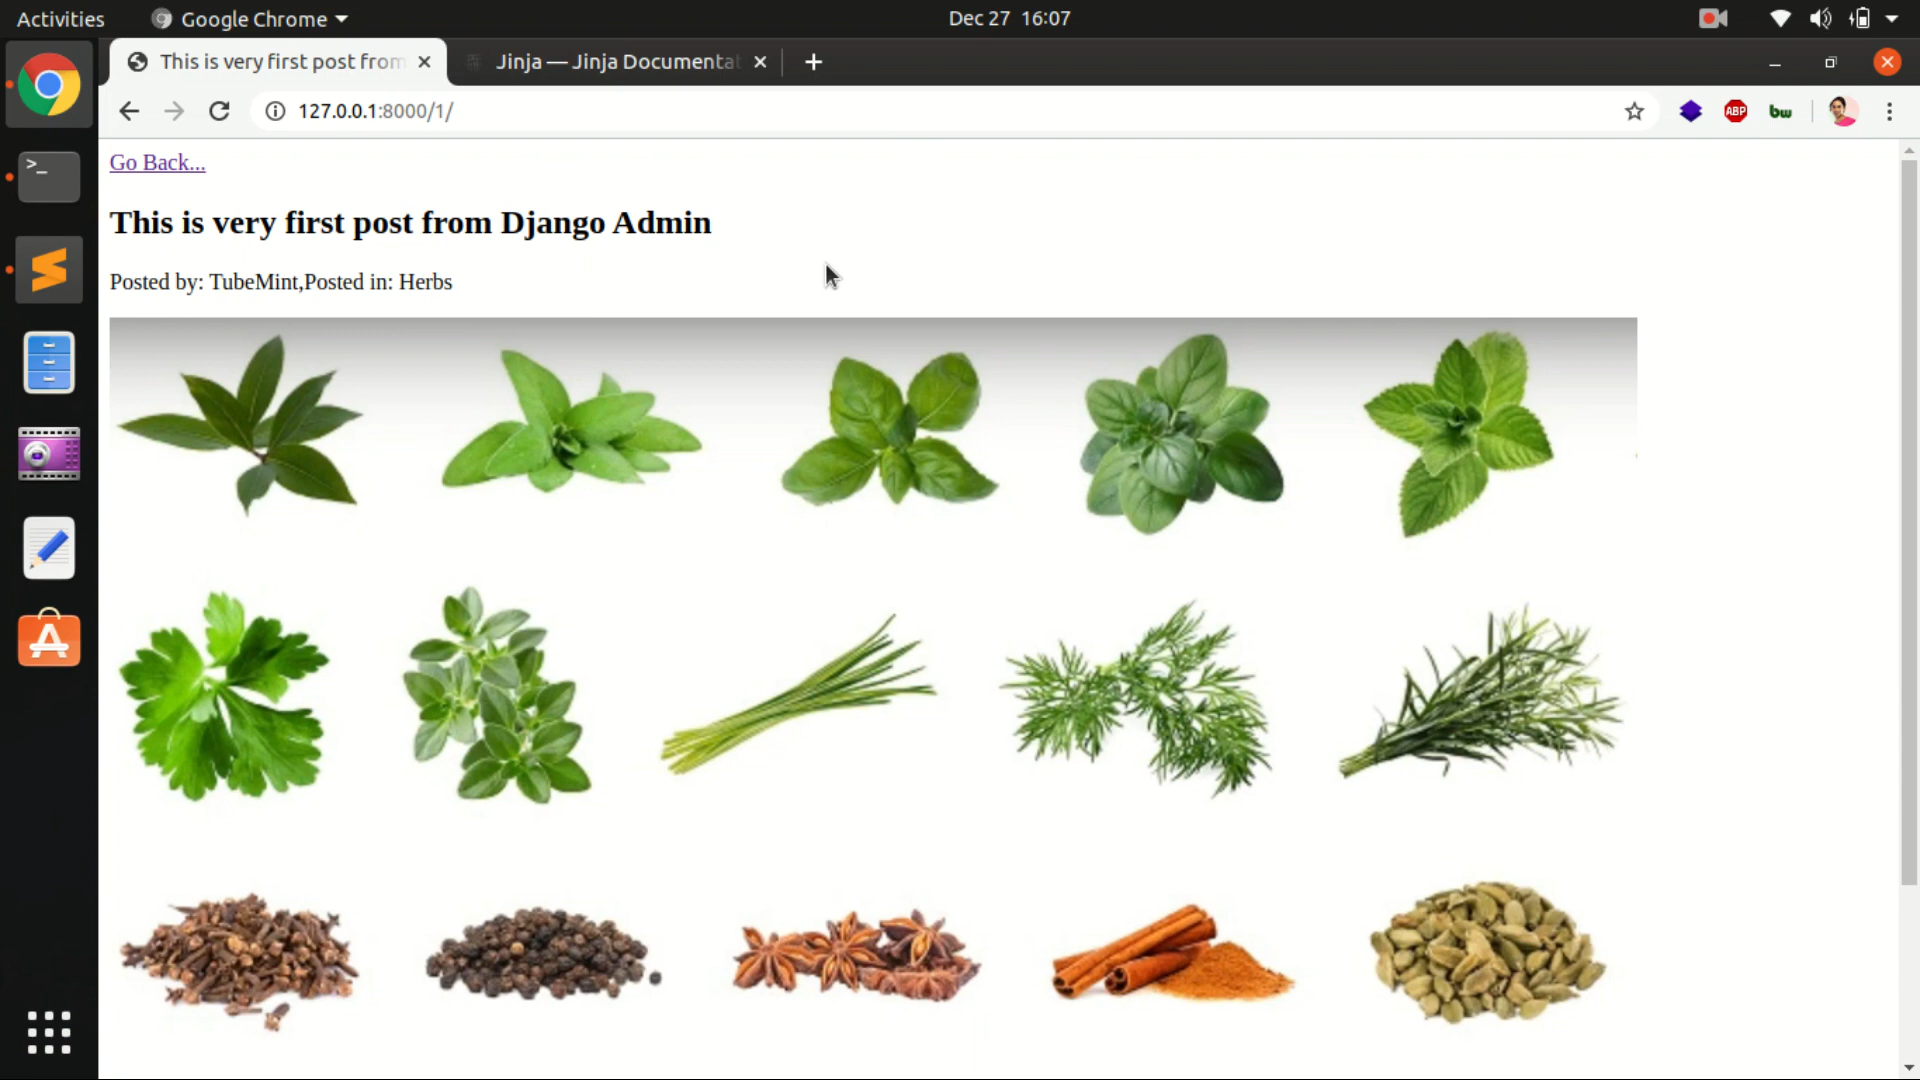 Activities
Google Chrome
Dec 27 16:07
This is very first post from
Jinja — Jinja Documentat
127.0.0.1:8000/1/
ABP
bw
>_
Go Back...
This is very first post from Django Admin
Posted by: TubeMint,Posted in: Herbs